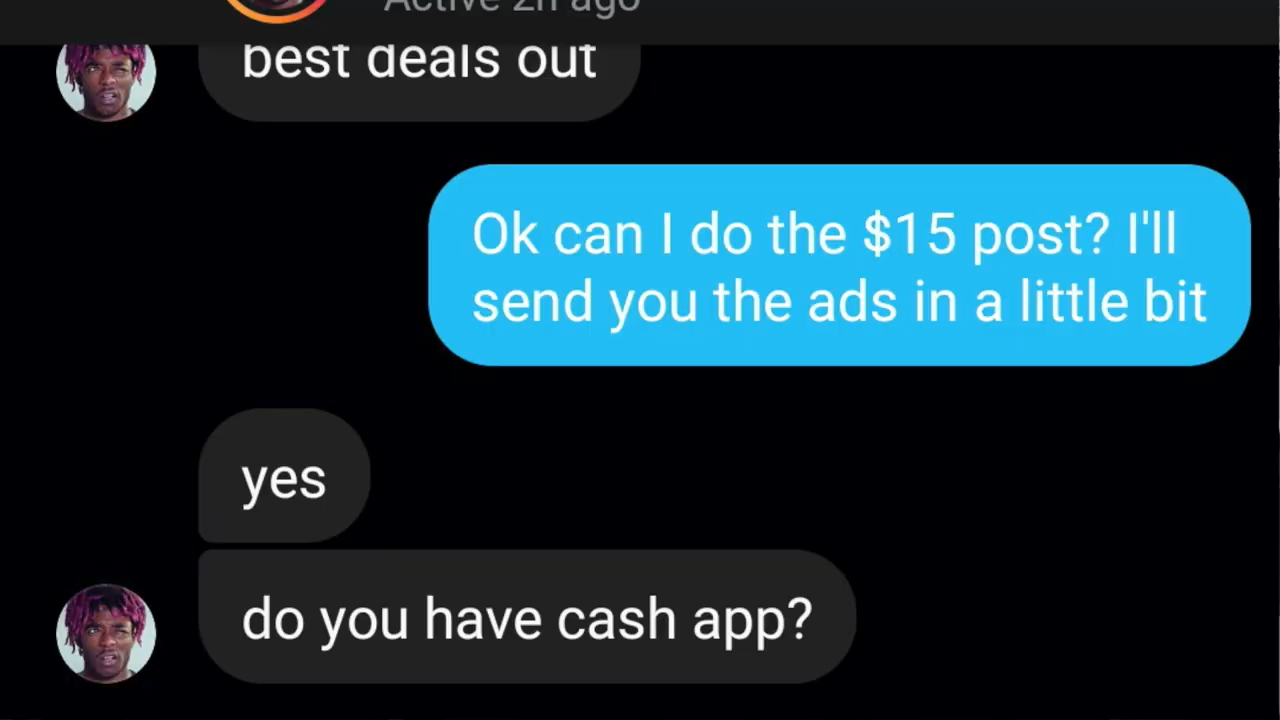 Active 2h ago
best deals out
Ok can I do the $15 post? I'll
send you the ads in a little bit
yes
do you have cash app?